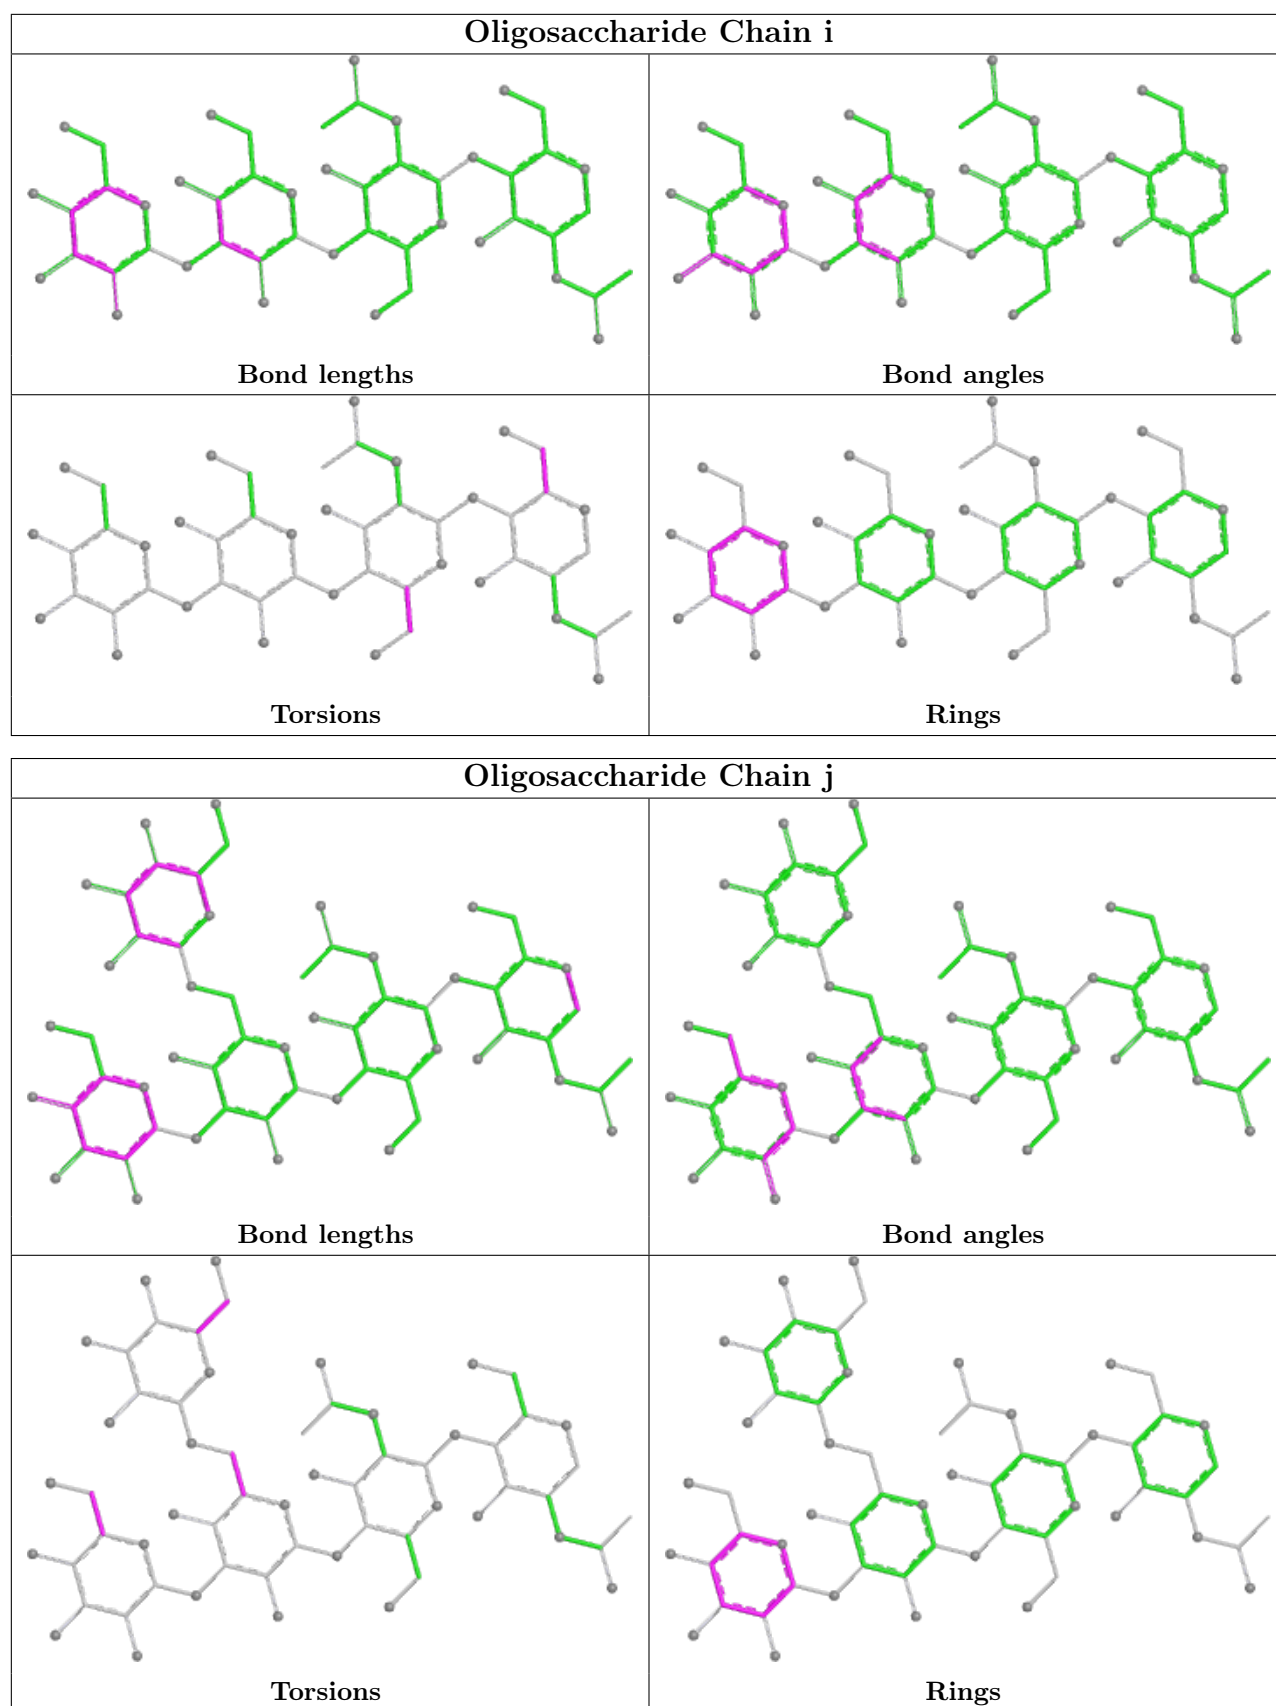 Oligosaccharide Chain i
Bond lengths
Bond angles
Torsions
Rings
Oligosaccharide Chain j
Bond lengths
Bond angles
Torsions
Rings